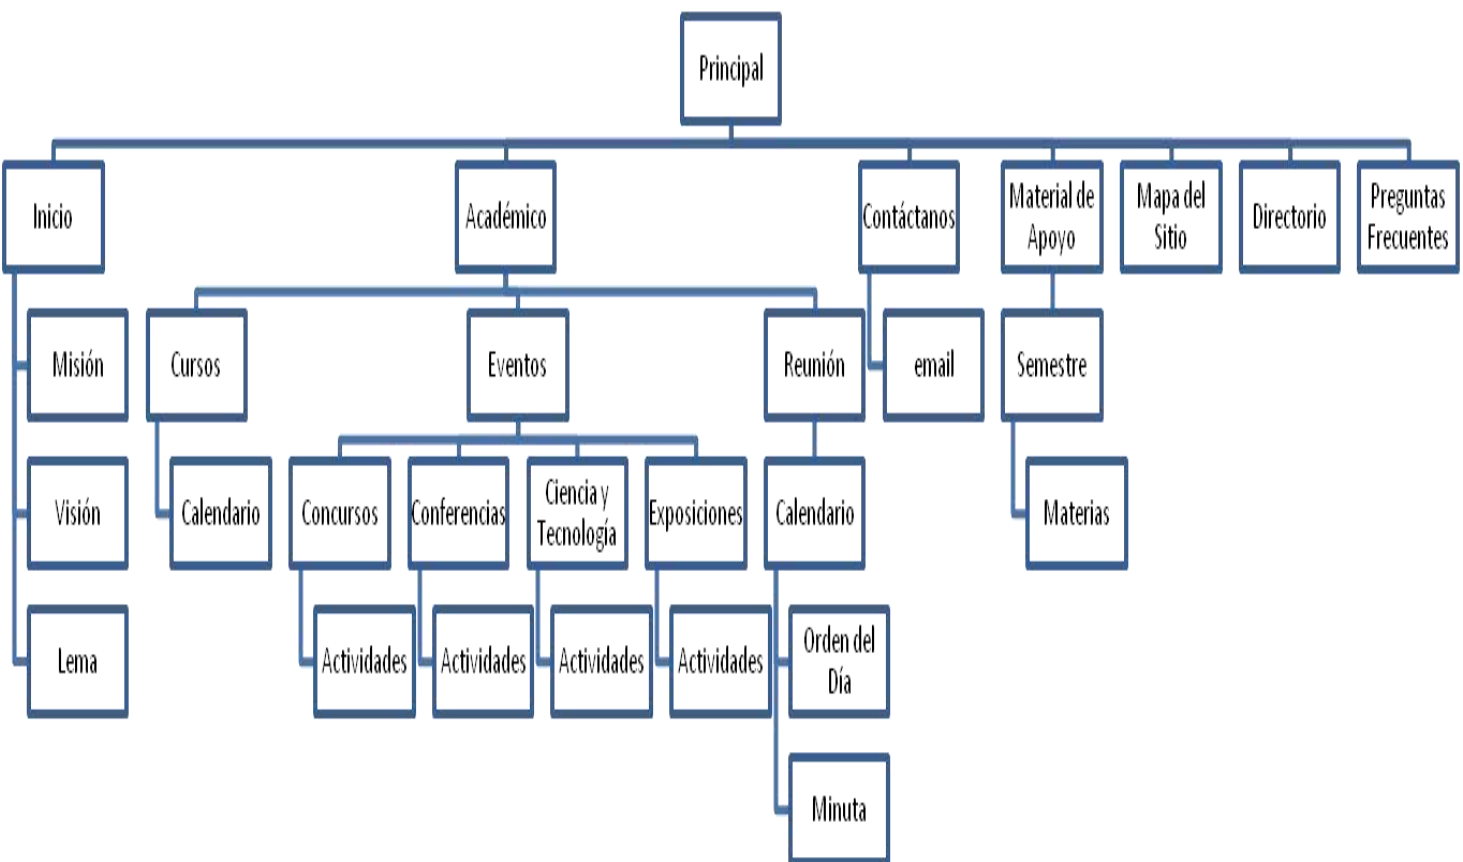 Principal
Inicio
Académico
Contáctanos
Material de
Apoyo
Mapa del
Sitio
Directorio
Preguntas
Frecuentes
Misión
Cursos
Eventos
Reunión
email
Semestre
Visión
Calendario
Concursos
Conferencias
Ciencia y
Tecnología
Exposiciones
Calendario
Materias
Lema
Actividades
Actividades
Actividades
Actividades
Orden del
Día
Minuta